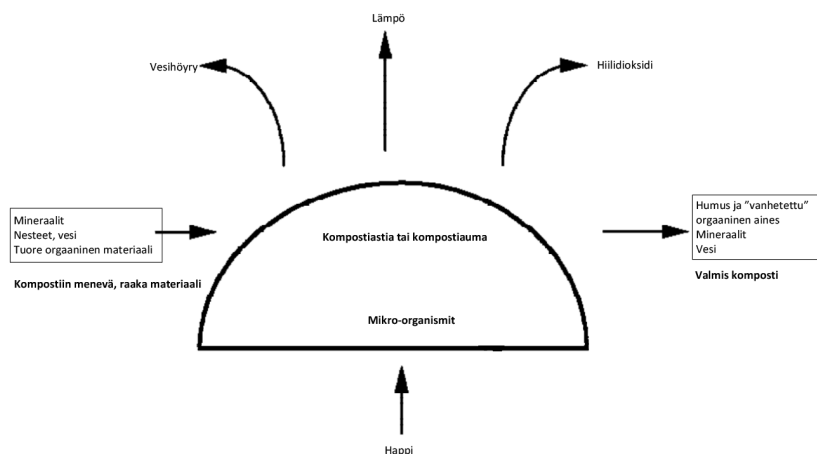 Lämpö
Vesihöyry
Hiilidioksidi
Mineraalit
Nesteet, vesi
Tuore orgaaninen materiaali
Kompostiin menevä, raaka materiaali
Kompostiastia tai kompostiauma
Mikro-organismit
Humus ja ”vanhetettu”
orgaaninen aines
Mineraalit
Vesi
Valmis komposti
Happi